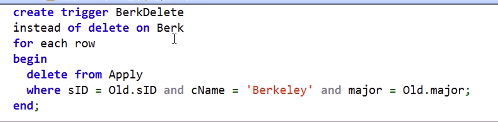 create trigger BerkDelete
instead of delete on Berk
for each row
begin
  delete from Apply
  where sID = Old.sID and cName = 'Berkeley' and major = Old.major;
end;